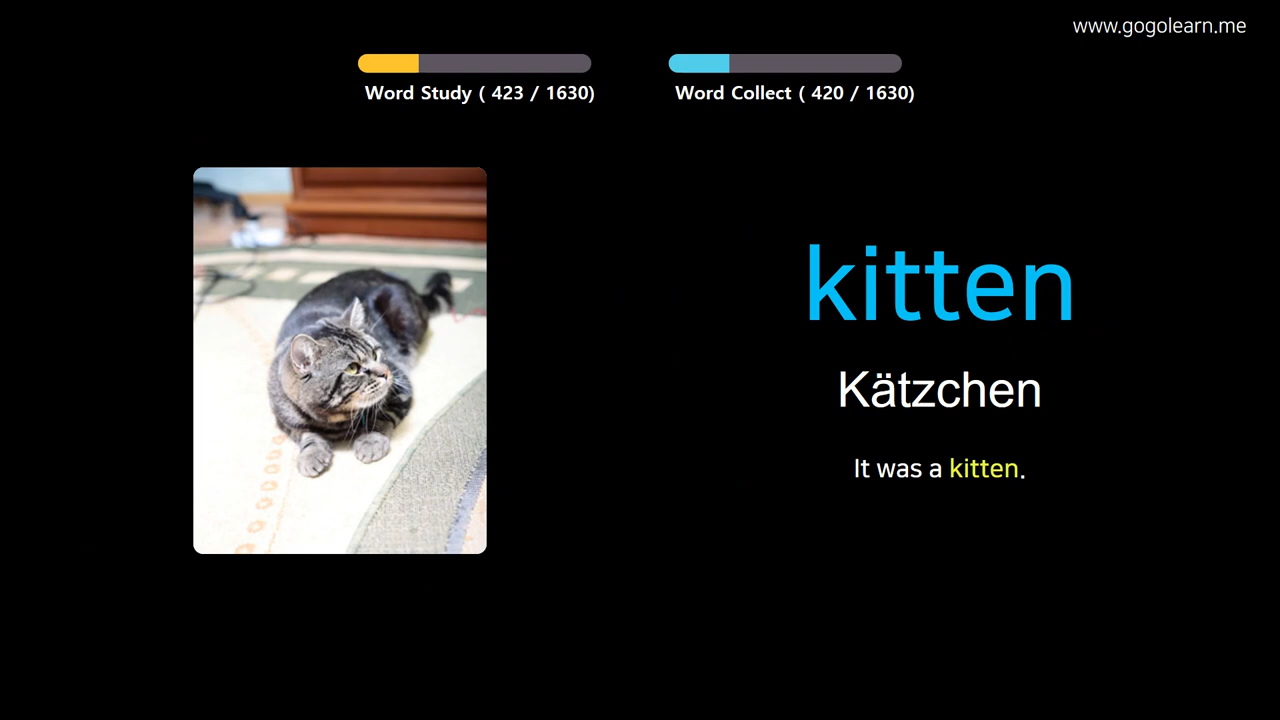 www.gogolearn.me
Word Study ( 423 / 1630)
Word Collect ( 420 / 1630)
kitten
Kätzchen
It was a kitten.